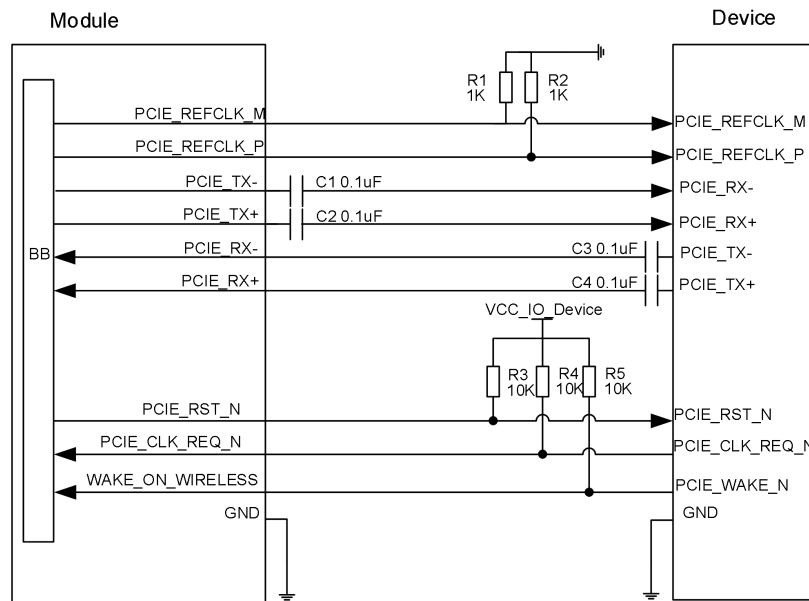 Module
Device
R1
1K
R2
1K
PCIE_REFCLK_M
PCIE_REFCLK_M
PCIE_REFCLK_P
PCIE_REFCLK_P
PCIE_TX-
C1 0.1uF
PCIE_RX-
PCIE_TX+
C2 0.1uF
PCIE_RX+
BB
PCIE_RX-
C3 0.1uF
PCIE_TX-
PCIE_RX+
C4 0.1uF
PCIE_TX+
VCC_IO_Device
R3
10K
R4
10K
R5
10K
PCIE_RST_N
PCIE_RST_N
PCIE_CLK_REQ_N
PCIE_CLK_REQ_N
WAKE_ON_WIRELESS
PCIE_WAKE_N
GND
GND